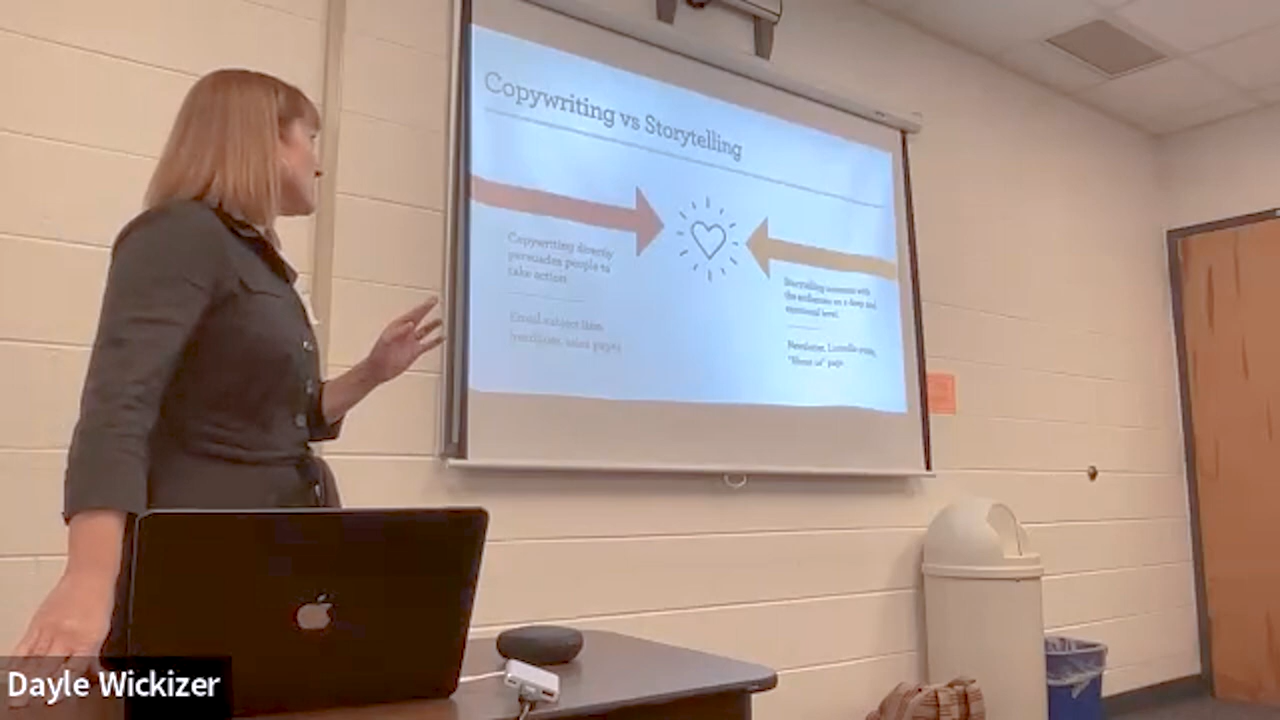 Copywriting vs Storytelling
Copywriting directly
persuades people to
take action
Email subject lines
headlines, sales pages
Storytelling connects with
the audiences on a deep and
emotional level.
Newsletter, LinkedIn posts,
"About us" page
Dayle Wickizer